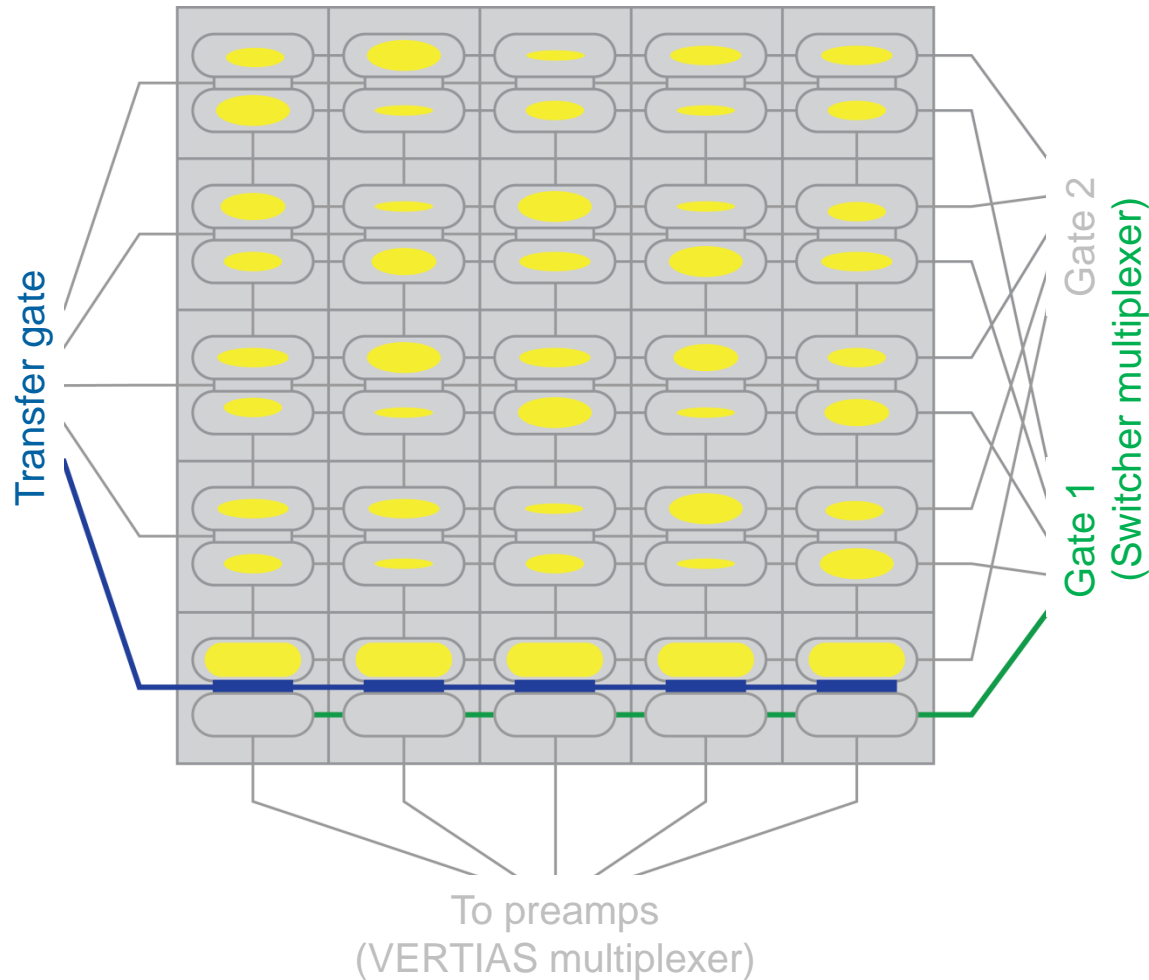 Transfer gate
Gate 2
Gate 1
(Switcher multiplexer)
To preamps
(VERTIAS multiplexer)